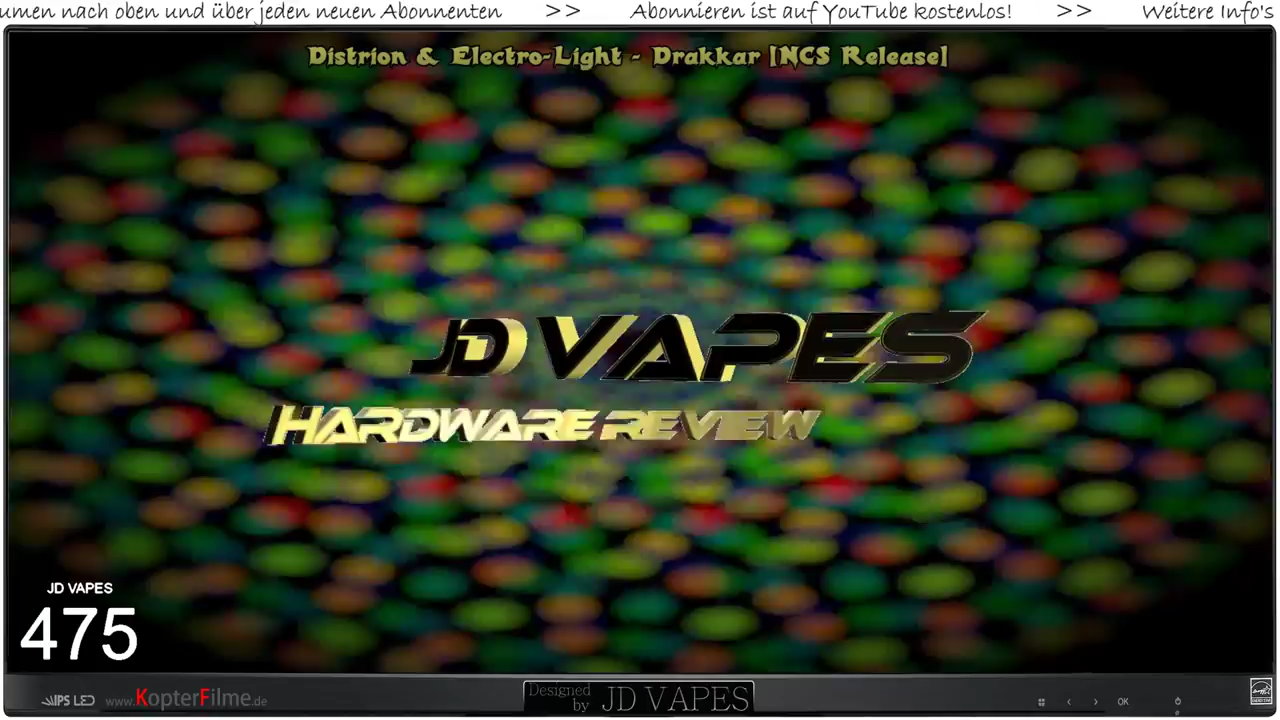 umen nach oben und über jeden neuen Abonnenten >> Abonnieren ist auf YouTube kostenlos! >> Weitere Info's
Distrion & Electro-Light - Drakkar [NCS Release]
JD VAPES
HARDWARE REVIEW
JD VAPES
475
IPS LED www.KopterFilme.de
Designed by JD VAPES
OK